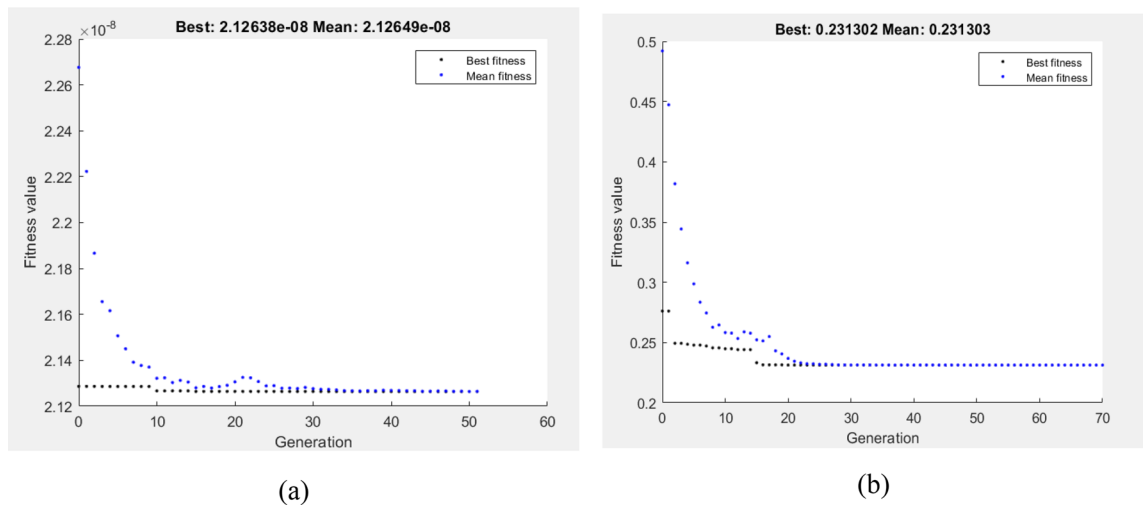 Best: 2.12638e-08 Mean: 2.12649e-08
×10⁻⁸
2.28
2.26
2.24
2.22
2.2
2.18
2.16
2.14
2.12
Fitness value
Best fitness
Mean fitness
0 10 20 30 40 50 60
Generation
(a)
Best: 0.231302 Mean: 0.231303
0.5
0.45
0.4
0.35
0.3
0.25
0.2
Fitness value
Best fitness
Mean fitness
0 10 20 30 40 50 60 70
Generation
(b)